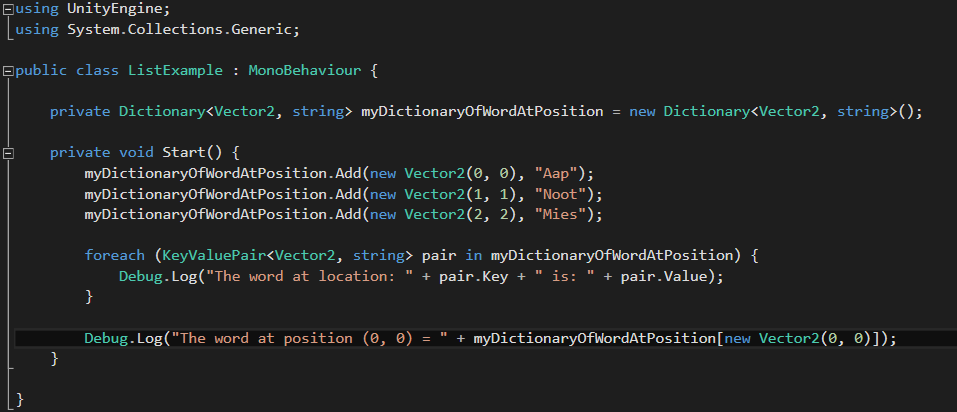 using UnityEngine;
using System.Collections.Generic;
public class ListExample : MonoBehaviour {
private Dictionary<Vector2, string> myDictionaryOfWordAtPosition = new Dictionary<Vector2, string>();
private void Start() {
myDictionaryOfWordAtPosition.Add(new Vector2(0, 0), "Aap");
myDictionaryOfWordAtPosition.Add(new Vector2(1, 1), "Noot");
myDictionaryOfWordAtPosition.Add(new Vector2(2, 2), "Mies");
foreach (KeyValuePair<Vector2, string> pair in myDictionaryOfWordAtPosition) {
Debug.Log("The word at location: " + pair.Key + " is: " + pair.Value);
}
Debug.Log("The word at position (0, 0) = " + myDictionaryOfWordAtPosition[new Vector2(0, 0)]);
}
}